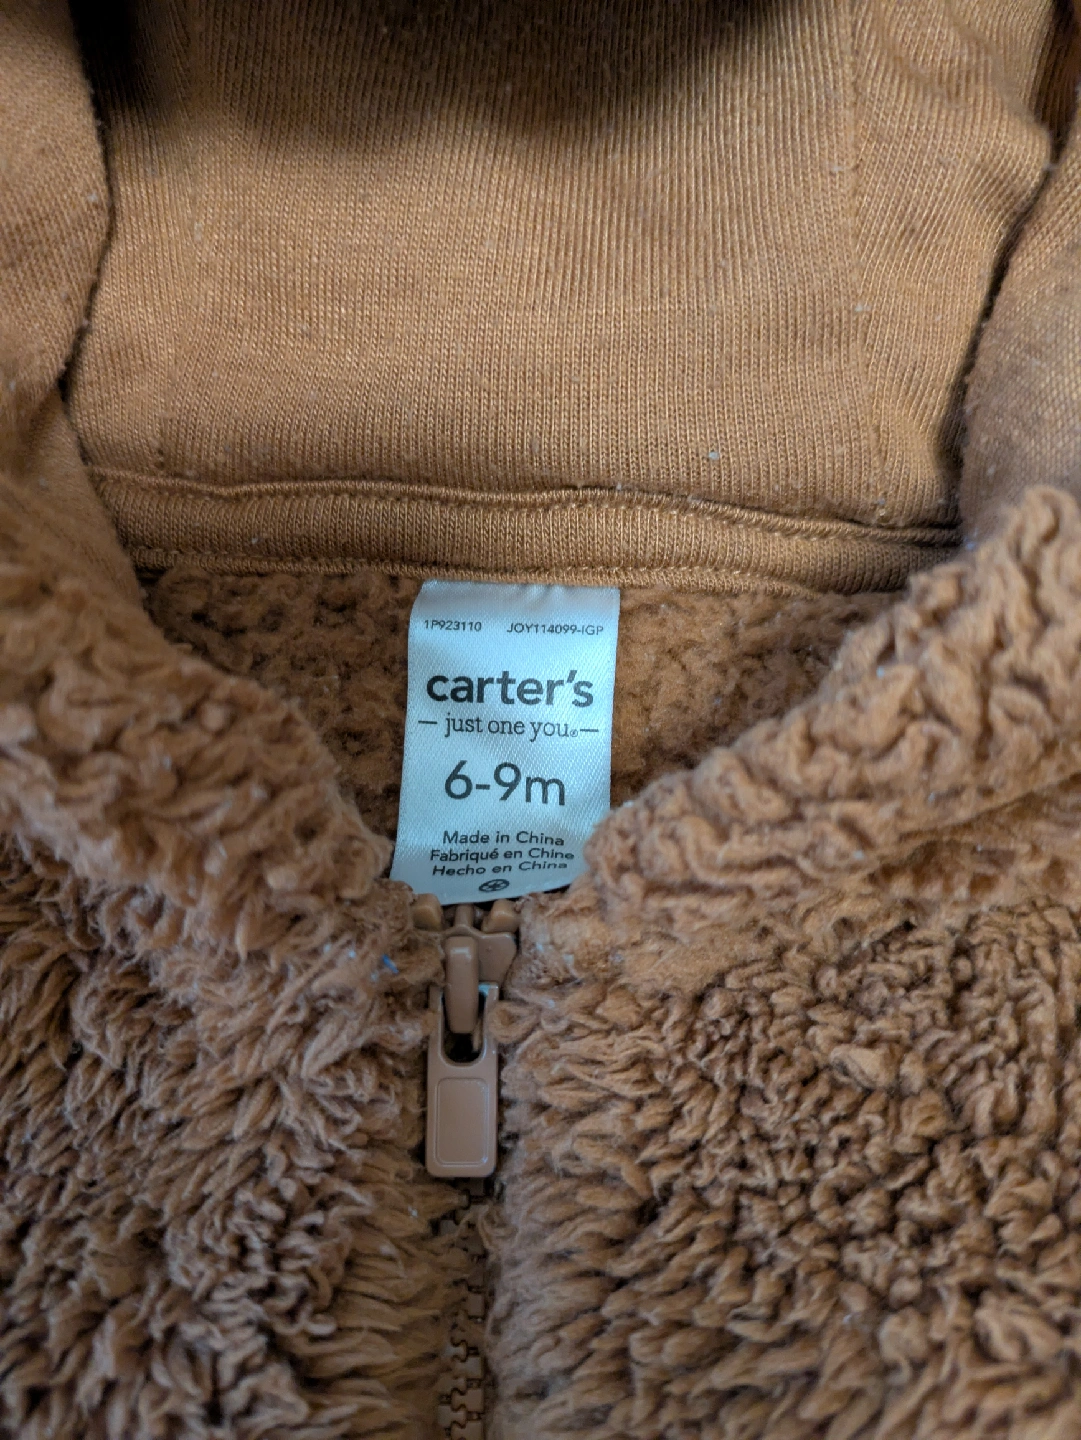 1P923110 JOY114099-IGP
carter's
— just one you®—
6-9m
Made in China
Fabriqué en Chine
Hecho en China